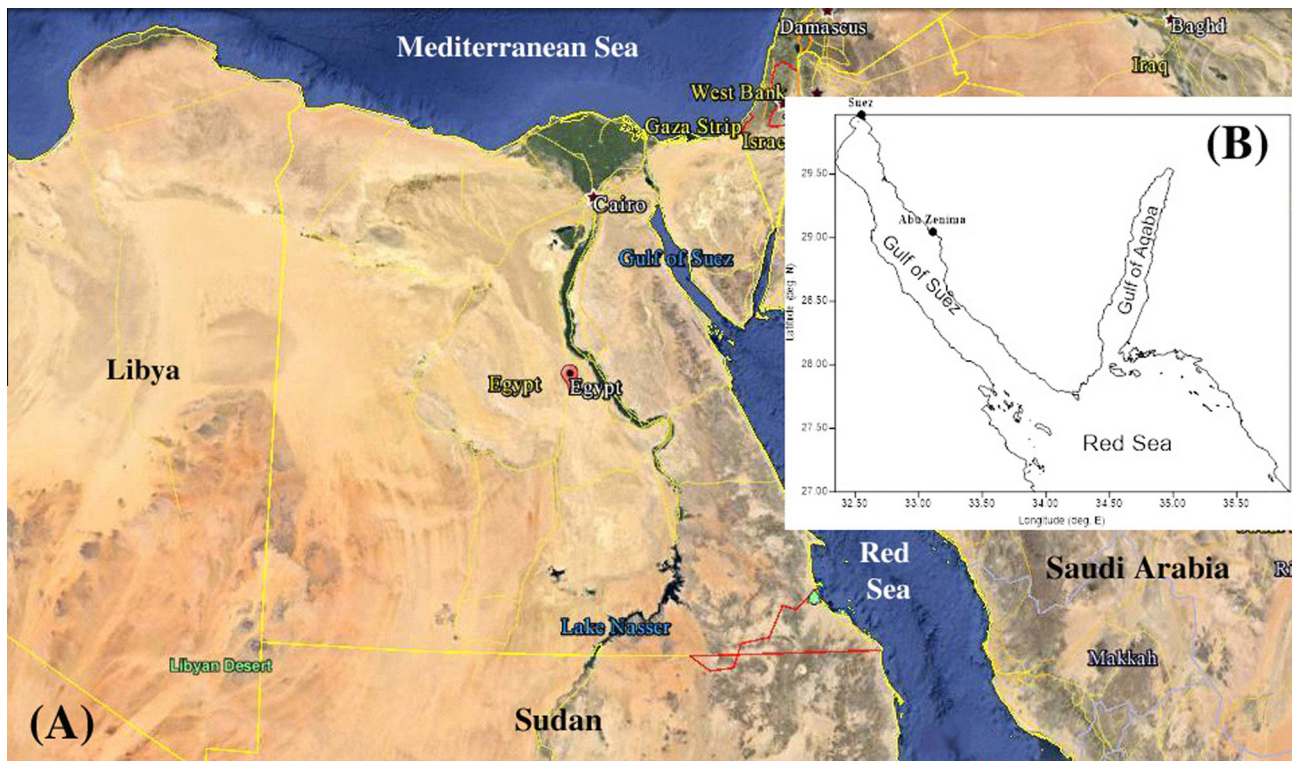 Mediterranean Sea
Damascus
Baghd
Iraq
West Bank
Gaza Strip
Israe
Cairo
Gulf of Suez
Libya
Egypt
Egypt
Red
Sea
Saudi Arabia
Ri
Lake Nasser
Makkah
Libyan Desert
Sudan
(A)
(B)
Suez
Abu Zenima
Gulf of Suez
Gulf of Aqaba
Red Sea
Latitude (deg. N)
29.50
29.00
28.50
28.00
27.50
27.00
32.50
33.00
33.50
34.00
34.50
35.00
35.50
Longitude (deg. E)